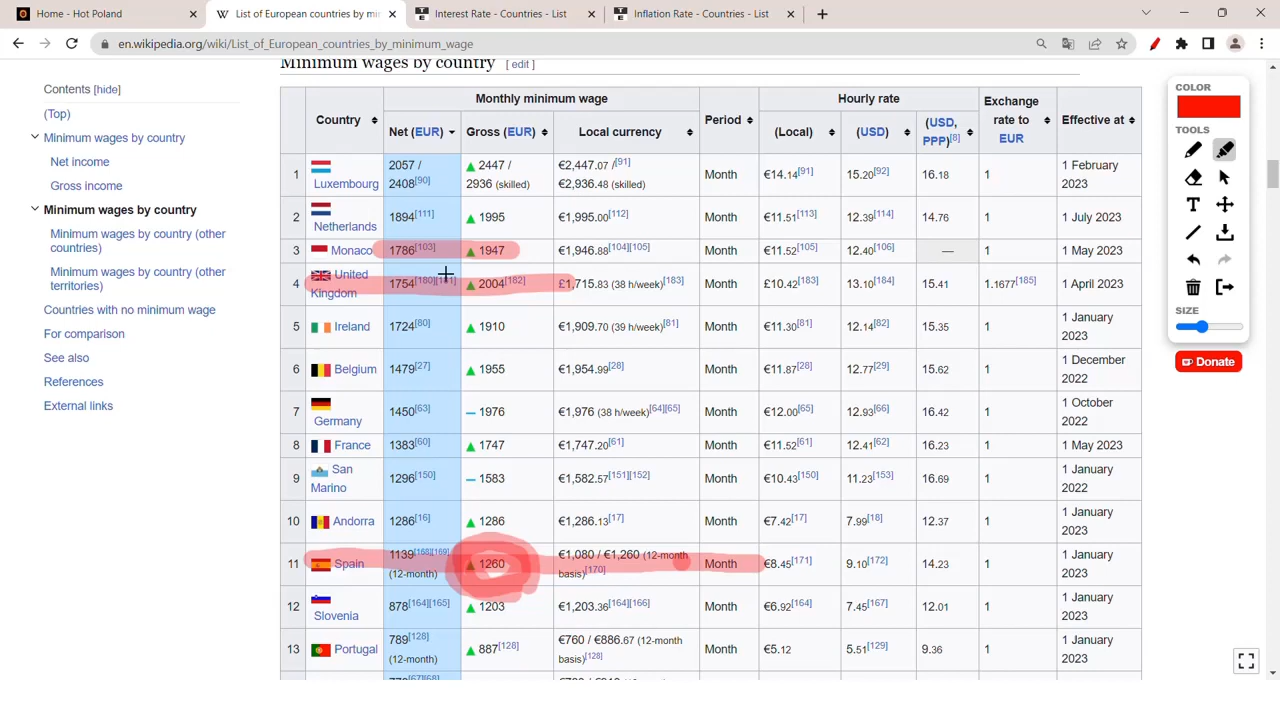 Home - Hot Poland
List of European countries by mi
Interest Rate - Countries - List
Inflation Rate - Countries - List
en.wikipedia.org/wiki/List_of_European_countries_by_minimum_wage
Contents [hide]
(Top)
Minimum wages by country
Net income
Gross income
Minimum wages by country
Minimum wages by country (other
countries)
Minimum wages by country (other
territories)
Countries with no minimum wage
For comparison
See also
References
External links
Minimum wages by country [edit]
Country Monthly minimum wage Period Hourly rate Exchange rate to EUR Effective at
Net (EUR) Gross (EUR) Local currency (Local) (USD) (USD, PPP)[8]
1 Luxembourg 2057 / 2408[90] 2447 / 2936 (skilled) €2,447.07 /[91] €2,936.48 (skilled) Month €14.14[91] 15.20[92] 16.18 1 1 February 2023
2 Netherlands 1894[111] 1995 €1,995.00[112] Month €11.51[113] 12.39[114] 14.76 1 1 July 2023
3 Monaco 1786[103] 1947 €1,946.88[104][105] Month €11.52[105] 12.40[106] — 1 1 May 2023
4 United Kingdom 1754[180][181] 2004[182] £1,715.83 (38 h/week)[183] Month £10.42[183] 13.10[184] 15.41 1.1677[185] 1 April 2023
5 Ireland 1724[80] 1910 €1,909.70 (39 h/week)[81] Month €11.30[81] 12.14[82] 15.35 1 1 January 2023
6 Belgium 1479[27] 1955 €1,954.99[28] Month €11.87[28] 12.77[29] 15.62 1 1 December 2022
7 Germany 1450[63] – 1976 €1,976 (38 h/week)[64][65] Month €12.00[65] 12.93[66] 16.42 1 1 October 2022
8 France 1383[60] 1747 €1,747.20[61] Month €11.52[61] 12.41[62] 16.23 1 1 May 2023
9 San Marino 1296[150] – 1583 €1,582.57[151][152] Month €10.43[150] 11.23[153] 16.69 1 1 January 2022
10 Andorra 1286[16] 1286 €1,286.13[17] Month €7.42[17] 7.99[18] 12.37 1 1 January 2023
11 Spain 1139[168][169] (12-month) 1260 €1,080 / €1,260 (12-month basis)[170] Month €8.45[171] 9.10[172] 14.23 1 1 January 2023
12 Slovenia 878[164][165] 1203 €1,203.36[164][166] Month €6.92[164] 7.45[167] 12.01 1 1 January 2023
13 Portugal 789[128] (12-month) 887[128] €760 / €886.67 (12-month basis)[128] Month €5.12 5.51[129] 9.36 1 1 January 2023
COLOR
TOOLS
T
SIZE
Donate